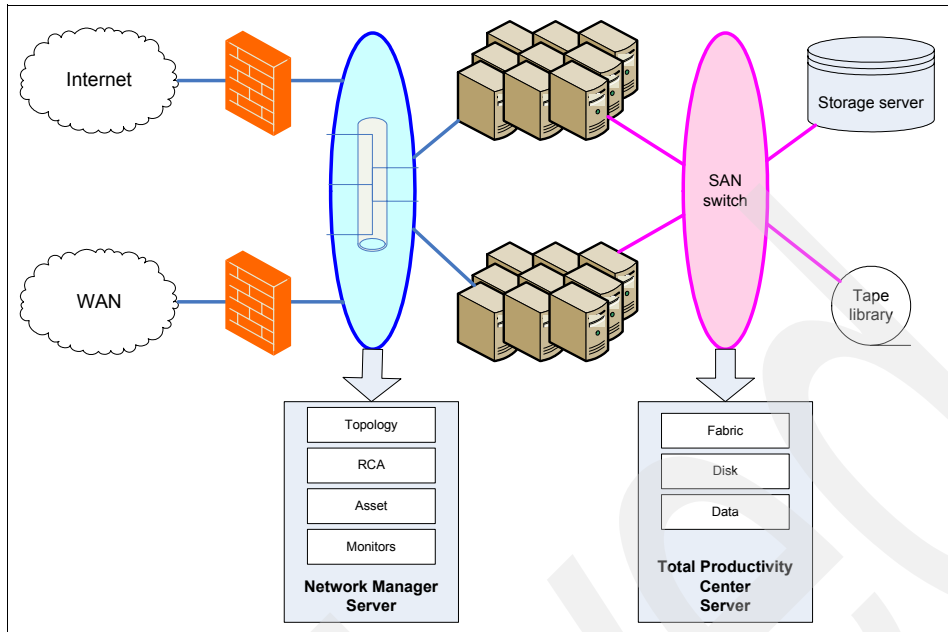 Internet
Storage server
SAN
switch
WAN
Tape
library
Topology
RCA
Asset
Monitors
Network Manager
Server
Fabric
Disk
Data
Total Productivity
Center
Server